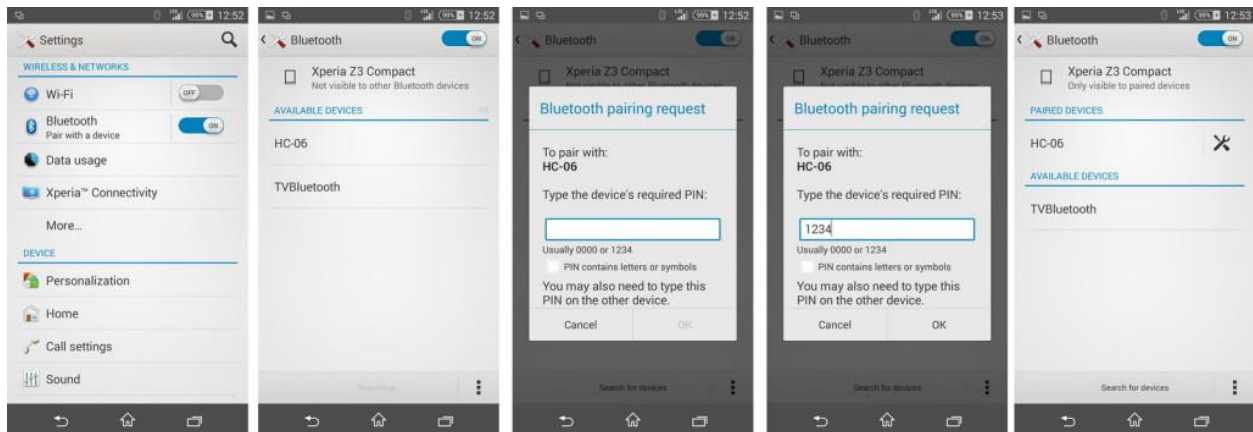 99% 12:52
Settings
WIRELESS & NETWORKS
Wi-Fi
OFF
Bluetooth
Pair with a device
ON
Data usage
Xperia™ Connectivity
More...
DEVICE
Personalization
Home
Call settings
Sound
99% 12:52
Bluetooth
ON
Xperia Z3 Compact
Not visible to other Bluetooth devices
AVAILABLE DEVICES
HC-06
TVBluetooth
99% 12:52
Bluetooth
ON
Xperia Z3 Compact
Bluetooth pairing request
To pair with:
HC-06
Type the device's required PIN:
Usually 0000 or 1234
PIN contains letters or symbols
You may also need to type this
PIN on the other device.
Cancel
OK
Search for devices
99% 12:53
Bluetooth
ON
Xperia Z3 Compact
Bluetooth pairing request
To pair with:
HC-06
Type the device's required PIN:
1234
Usually 0000 or 1234
PIN contains letters or symbols
You may also need to type this
PIN on the other device.
Cancel
OK
Search for devices
99% 12:53
Bluetooth
ON
Xperia Z3 Compact
Only visible to paired devices
PAIRED DEVICES
HC-06
AVAILABLE DEVICES
TVBluetooth
Search for devices